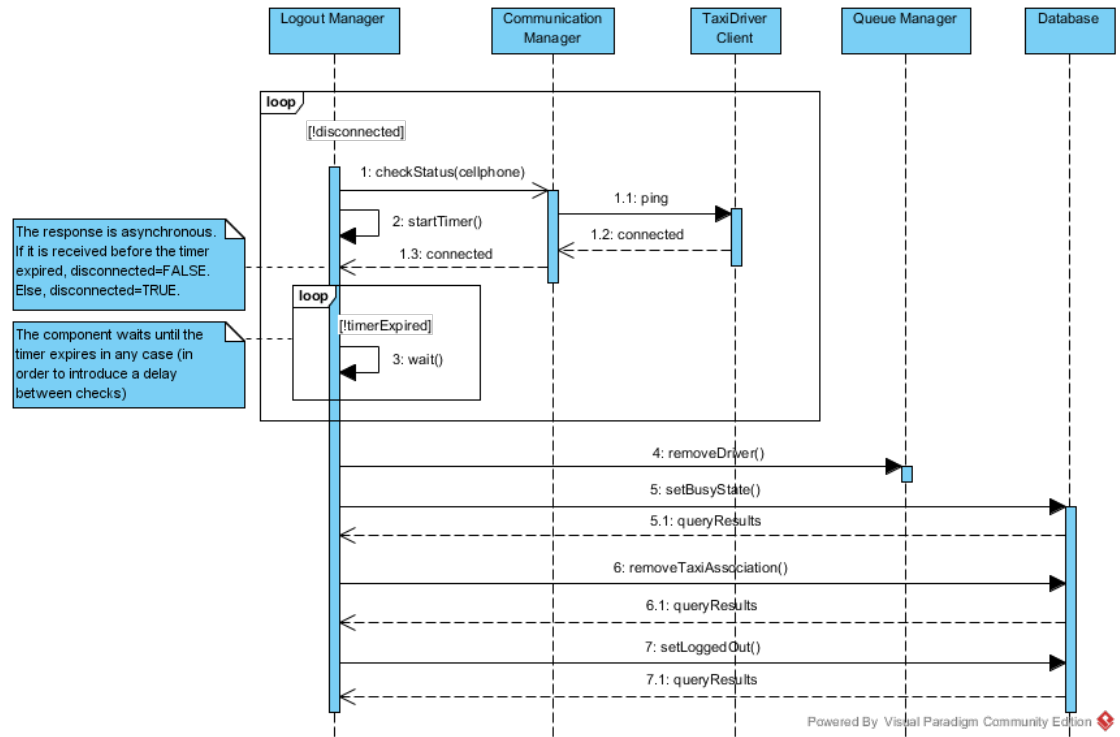 Logout Manager
Communication
Manager
TaxiDriver
Client
Queue Manager
Database
loop
[!disconnected]
1: checkStatus(cellphone)
1.1: ping
2: startTimer()
1.2: connected
1.3: connected
The response is asynchronous.
If it is received before the timer
expired, disconnected=FALSE.
Else, disconnected=TRUE.
loop
[!timerExpired]
The component waits until the
timer expires in any case (in
order to introduce a delay
between checks)
3: wait()
4: removeDriver()
5: setBusyState()
5.1: queryResults
6: removeTaxiAssociation()
6.1: queryResults
7: setLoggedOut()
7.1: queryResults
Powered By Visual Paradigm Community Edition